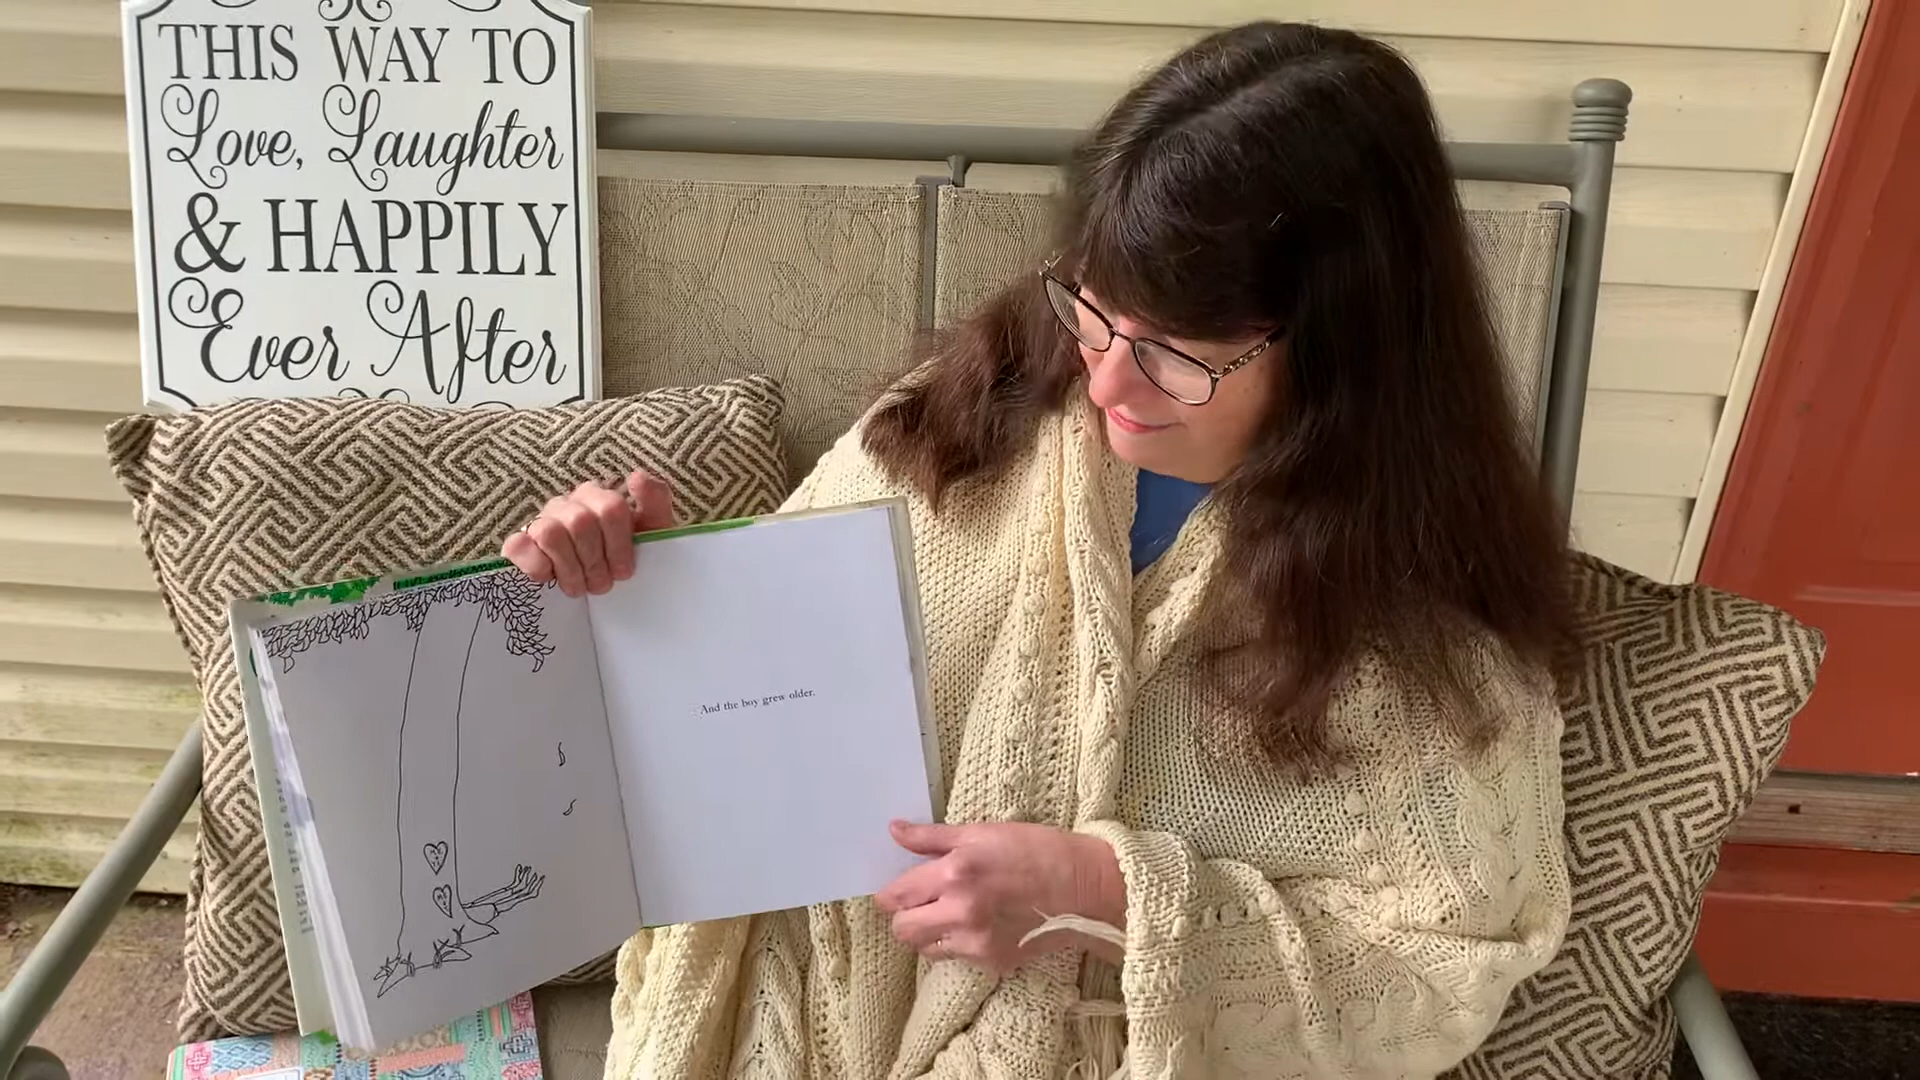 THIS WAY TO
Love, Laughter
& HAPPILY
Ever After
And the boy grew older.